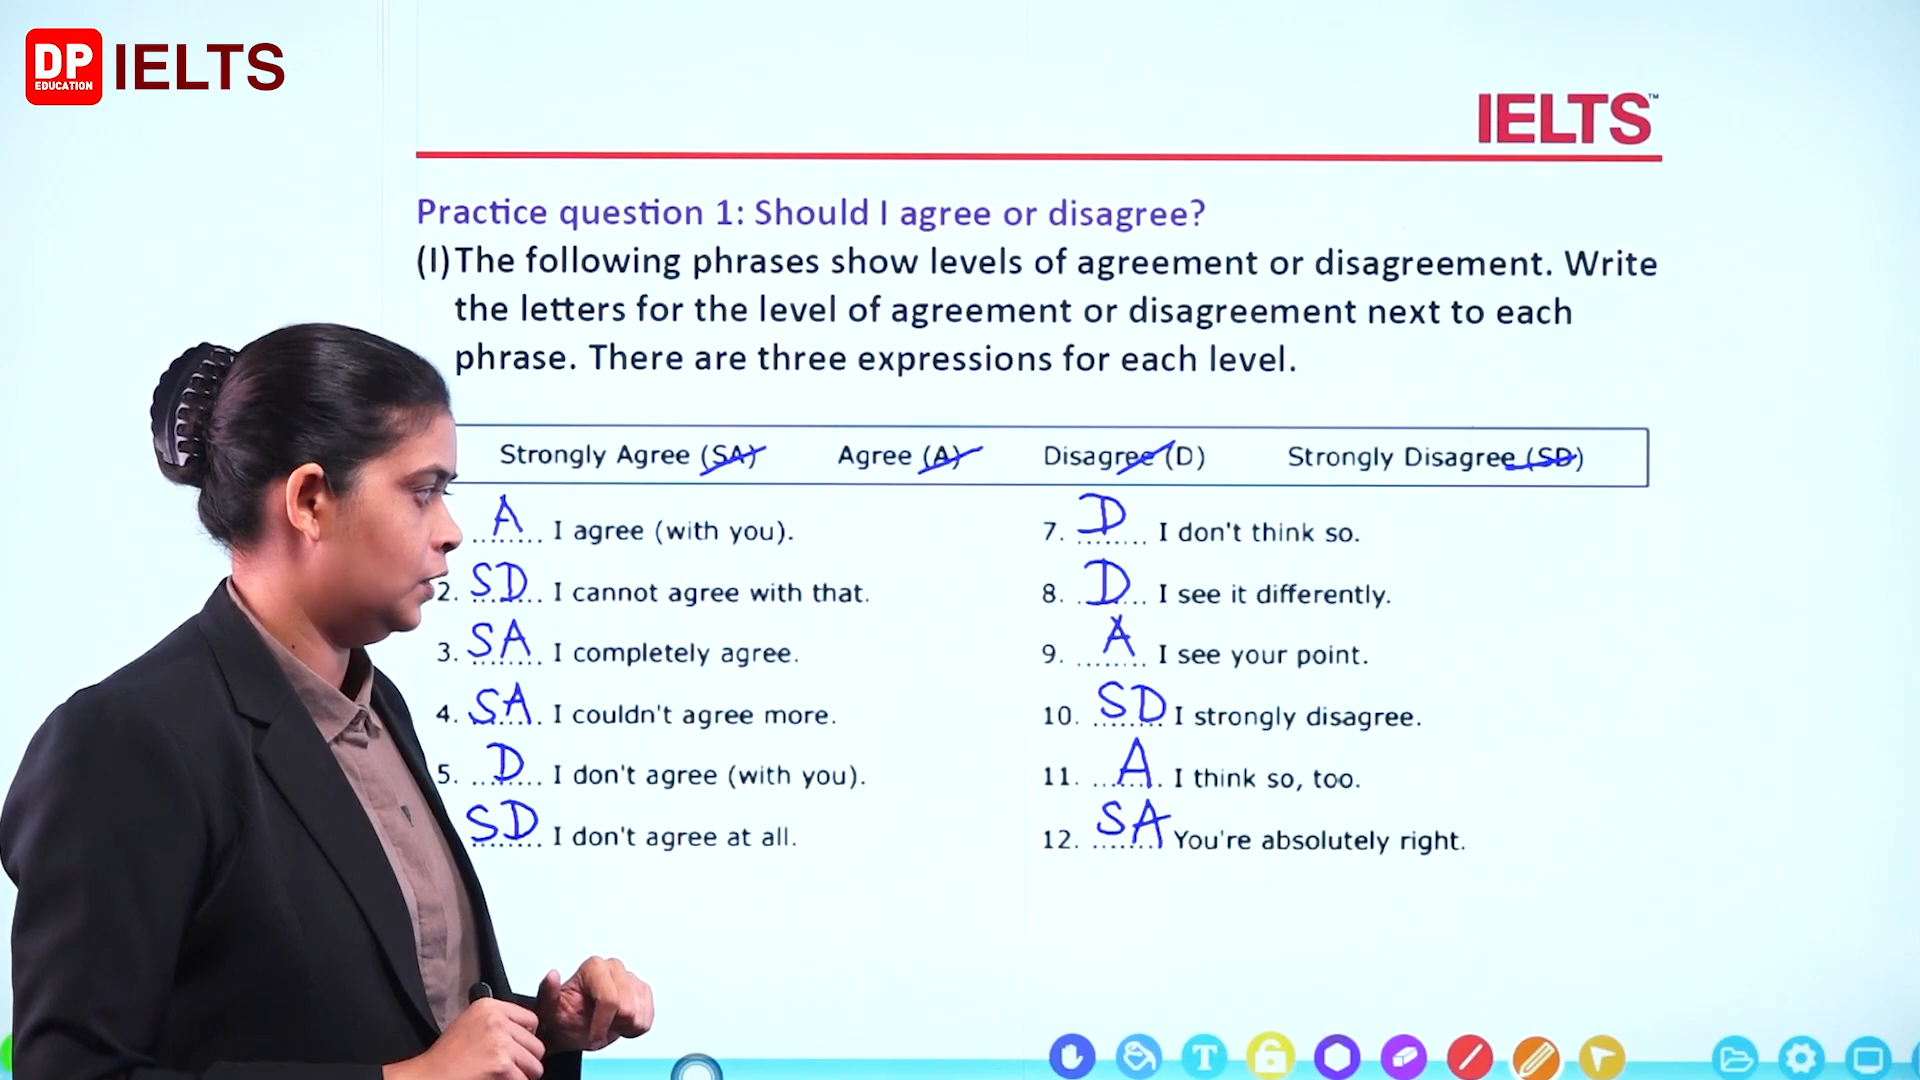 DP EDUCATION IELTS
IELTS™
Practice question 1: Should I agree or disagree?
(I) The following phrases show levels of agreement or disagreement. Write
the letters for the level of agreement or disagreement next to each
phrase. There are three expressions for each level.
Strongly Agree (SA) Agree (A) Disagree (D) Strongly Disagree (SD)
A ........ I agree (with you).
2. SD ........ I cannot agree with that.
3. SA ........ I completely agree.
4. SA ........ I couldn't agree more.
5. D ........ I don't agree (with you).
SD ........ I don't agree at all.
7. D ........ I don't think so.
8. D ........ I see it differently.
9. A ........ I see your point.
10. SD ........ I strongly disagree.
11. A ........ I think so, too.
12. SA ........ You're absolutely right.
T